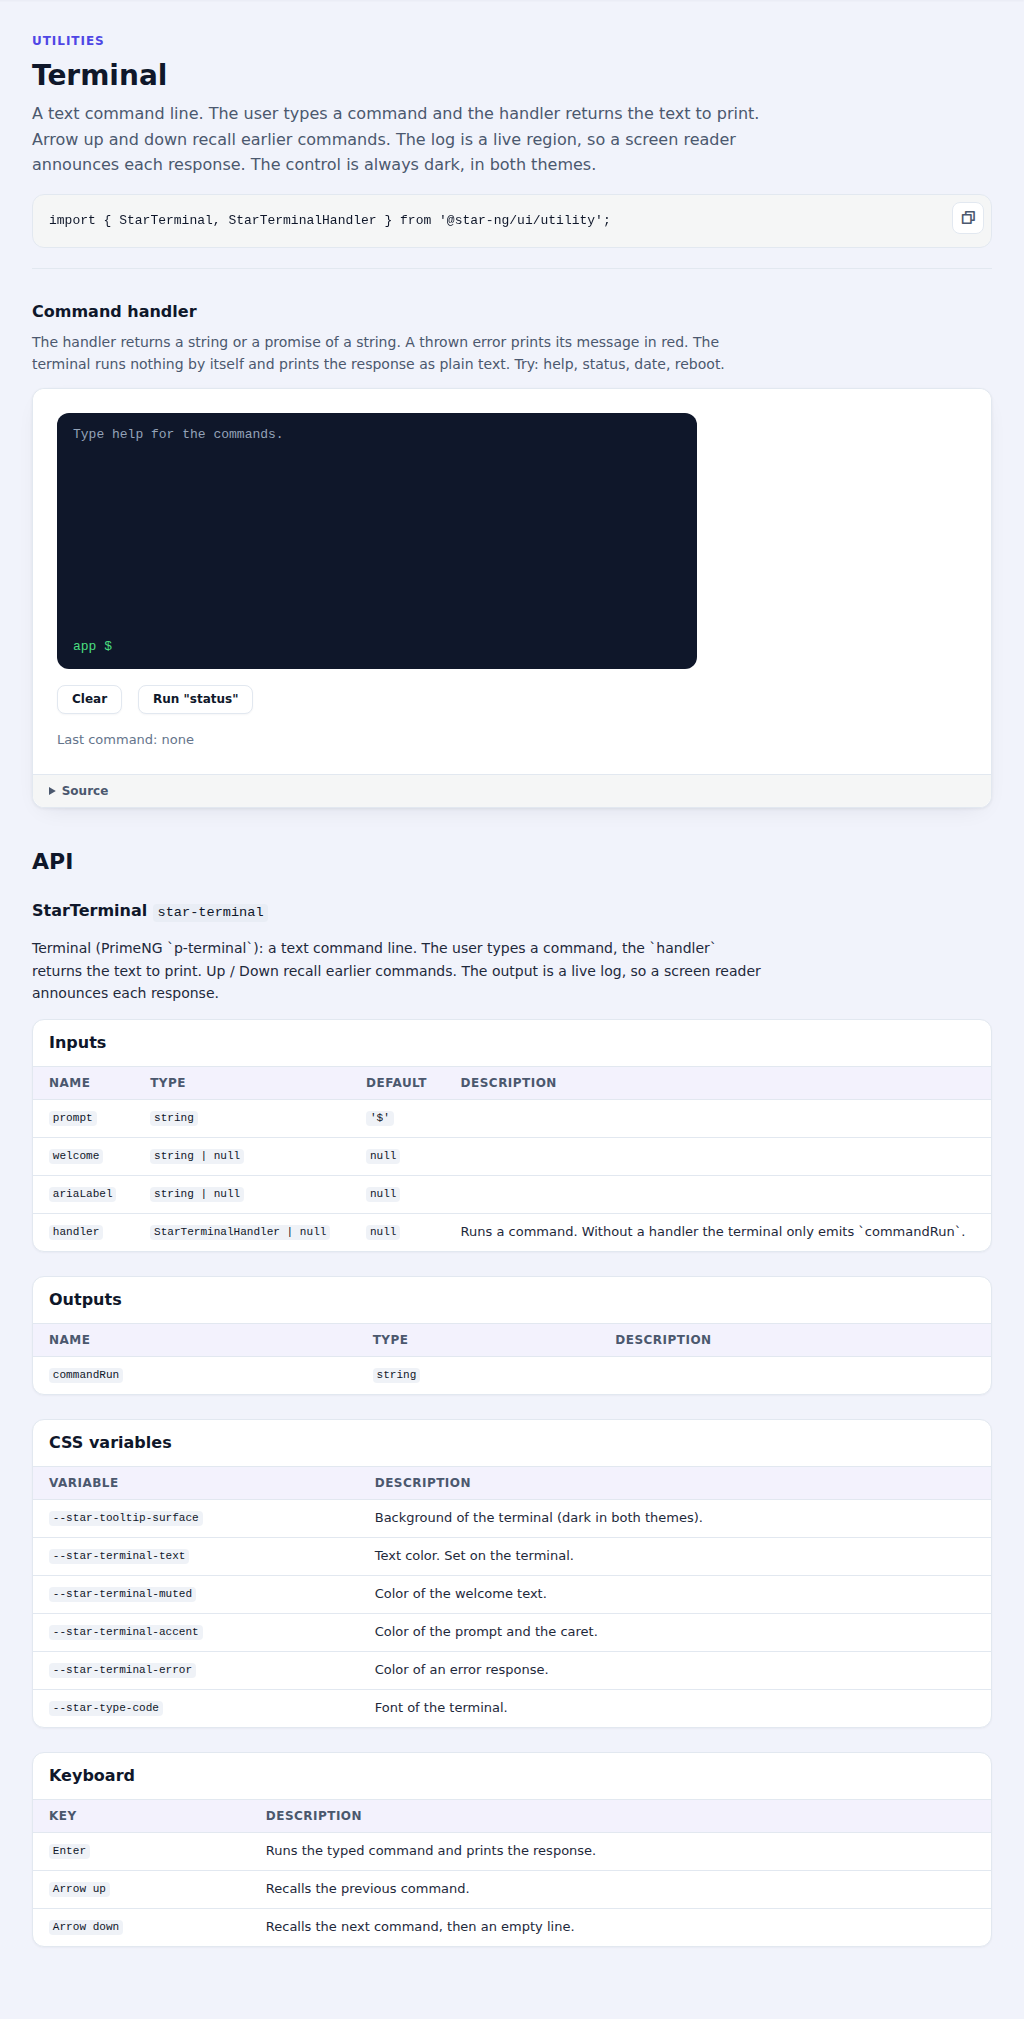 UTILITIES
Terminal
A text command line. The user types a command and the handler returns the text to print.
Arrow up and down recall earlier commands. The log is a live region, so a screen reader
announces each response. The control is always dark, in both themes.
import { StarTerminal, StarTerminalHandler } from '@star-ng/ui/utility';
Command handler
The handler returns a string or a promise of a string. A thrown error prints its message in red. The
terminal runs nothing by itself and prints the response as plain text. Try: help, status, date, reboot.
Type help for the commands.
app $
Clear Run "status"
Last command: none
Source
API
StarTerminal star-terminal
Terminal (PrimeNG `p-terminal`): a text command line. The user types a command, the `handler`
returns the text to print. Up / Down recall earlier commands. The output is a live log, so a screen reader
announces each response.
Inputs
NAME TYPE DEFAULT DESCRIPTION
prompt string '$'
welcome string | null null
ariaLabel string | null null
handler StarTerminalHandler | null null Runs a command. Without a handler the terminal only emits `commandRun`.
Outputs
NAME TYPE DESCRIPTION
commandRun string
CSS variables
VARIABLE DESCRIPTION
--star-tooltip-surface Background of the terminal (dark in both themes).
--star-terminal-text Text color. Set on the terminal.
--star-terminal-muted Color of the welcome text.
--star-terminal-accent Color of the prompt and the caret.
--star-terminal-error Color of an error response.
--star-type-code Font of the terminal.
Keyboard
KEY DESCRIPTION
Enter Runs the typed command and prints the response.
Arrow up Recalls the previous command.
Arrow down Recalls the next command, then an empty line.